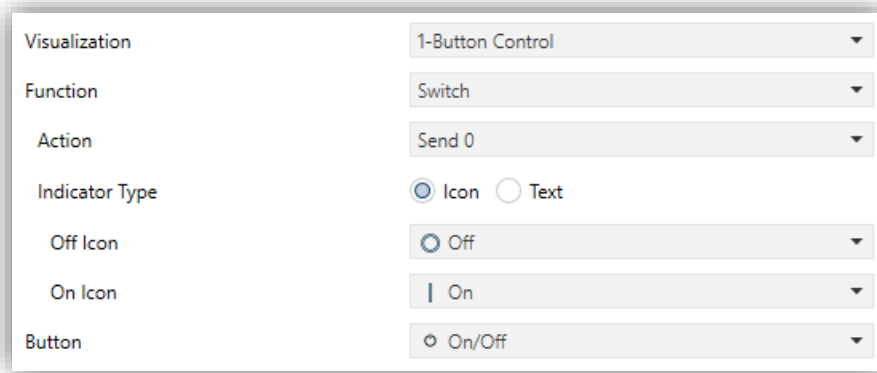 Visualization 1-Button Control
Function Switch
Action Send 0
Indicator Type Icon Text
Off Icon Off
On Icon On
Button On/Off